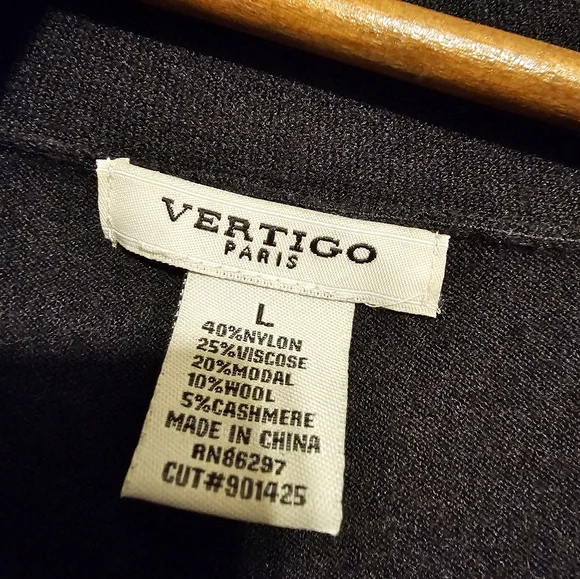 VERTIGO
PARIS
L
40%NYLON
25%VISCOSE
20%MODAL
10%WOOL
5%CASHMERE
MADE IN CHINA
RN86297
CUT#901425